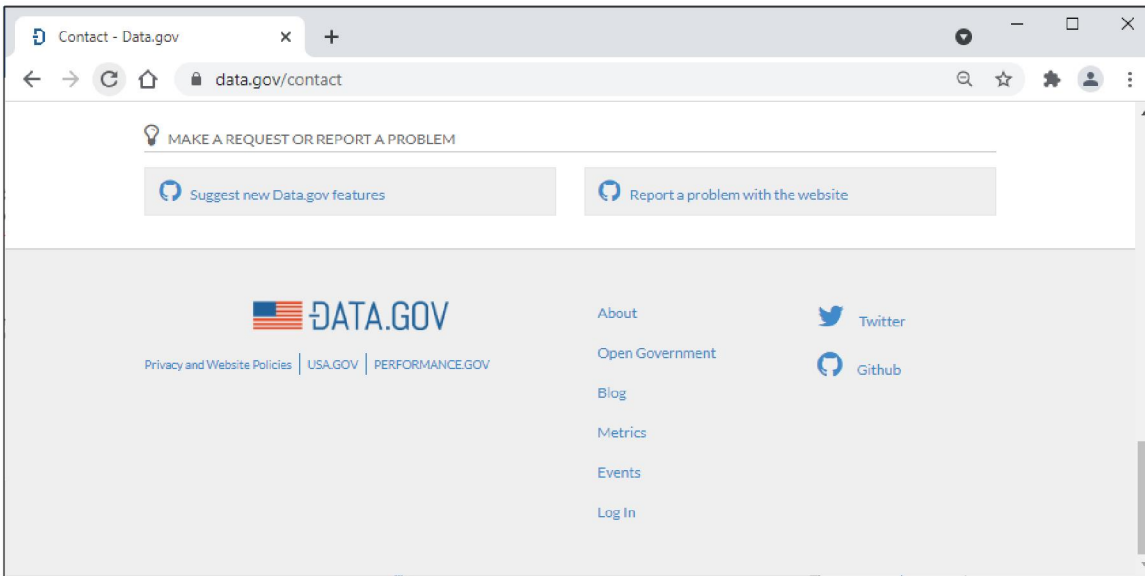 Contact - Data.gov
data.gov/contact
MAKE A REQUEST OR REPORT A PROBLEM
Suggest new Data.gov features
Report a problem with the website
DATA.GOV
Privacy and Website Policies | USA.GOV | PERFORMANCE.GOV
About
Open Government
Blog
Metrics
Events
Log In
Twitter
Github